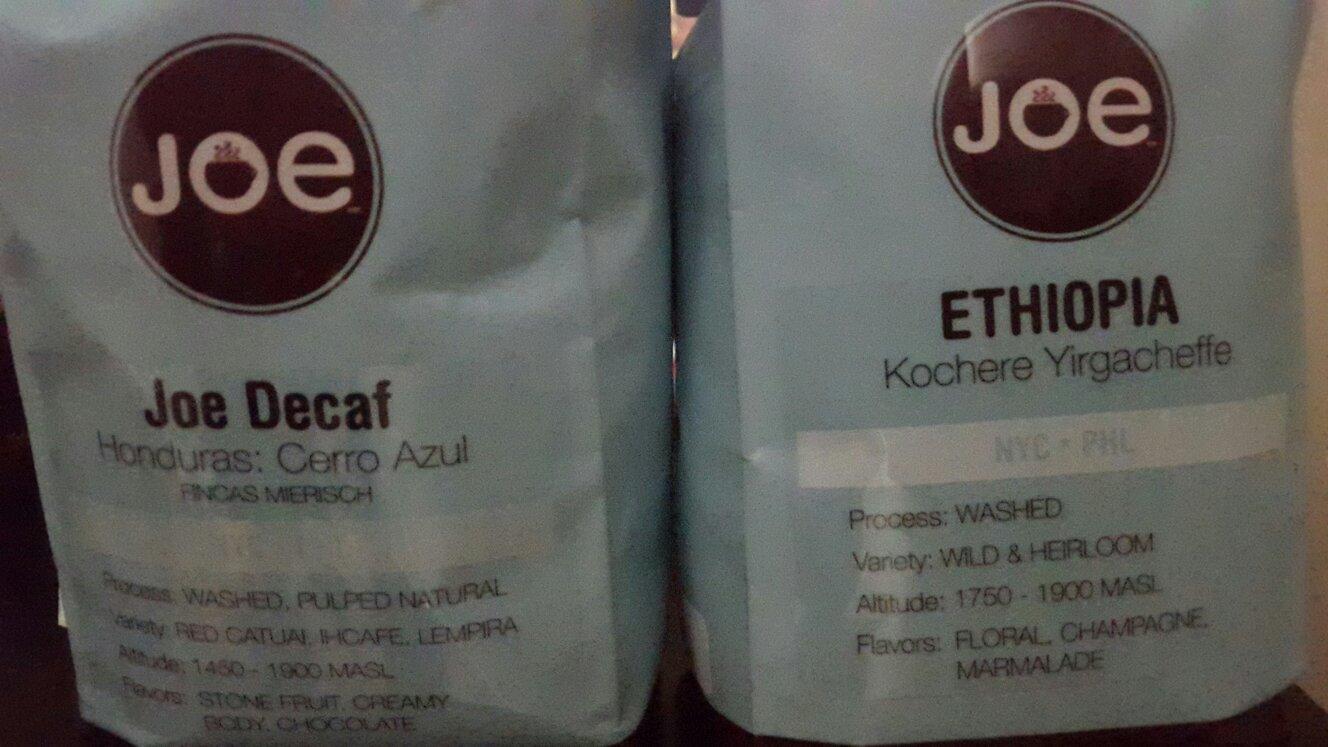 JOe
Joe Decaf
Honduras: Cerro Azul
FINCAS MIERISCH
Process: WASHED, PULPED NATURAL
Variety: RED CATUAI, IHCAFE, LEMPIRA
Altitude: 1450 - 1900 MASL
Flavors: STONE FRUIT, CREAMY
BODY, CHOCOLATE
JOe
ETHIOPIA
Kochere Yirgacheffe
NYC • PHL
Process: WASHED
Variety: WILD & HEIRLOOM
Altitude: 1750 - 1900 MASL
Flavors: FLORAL, CHAMPAGNE,
MARMALADE